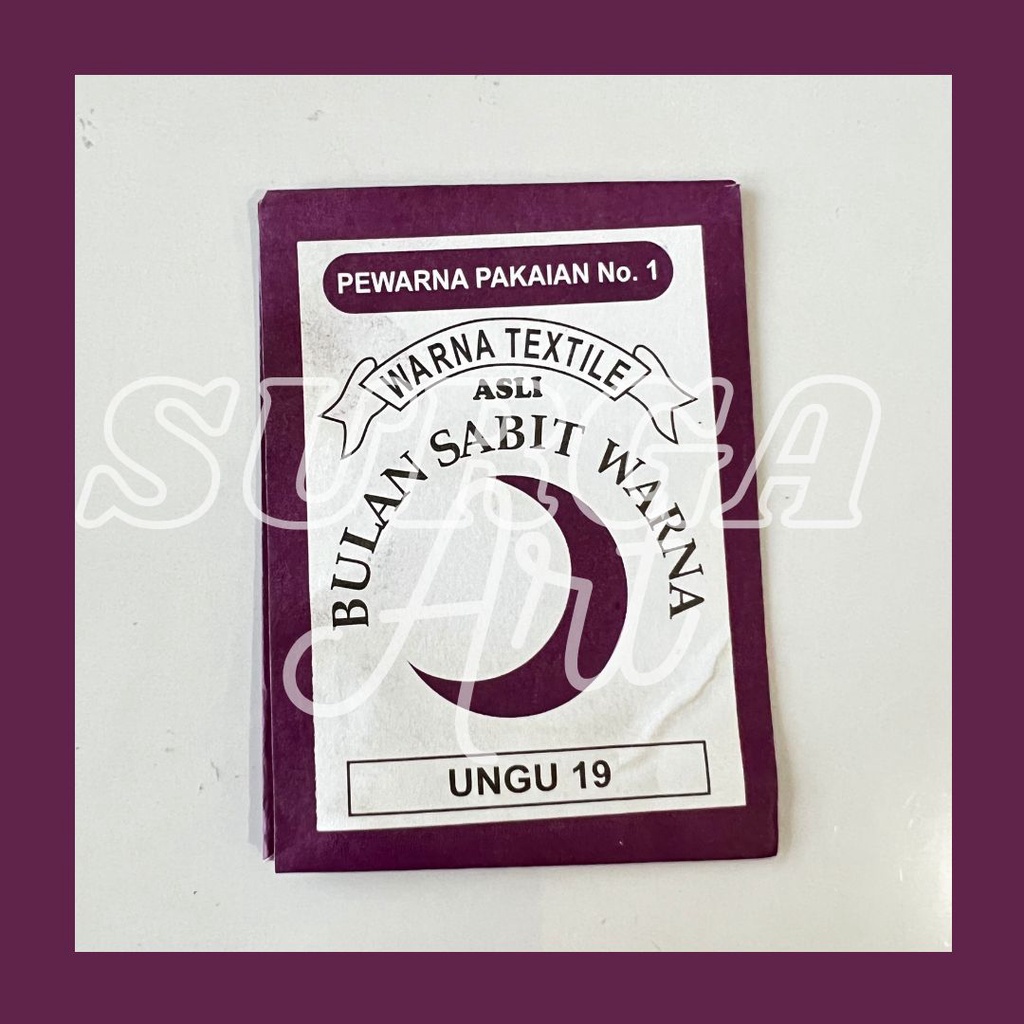 PEWARNA PAKAIAN No. 1
WARNA TEXTILE
ASLI
BULAN SABIT WARNA
SURGA
Art
UNGU 19